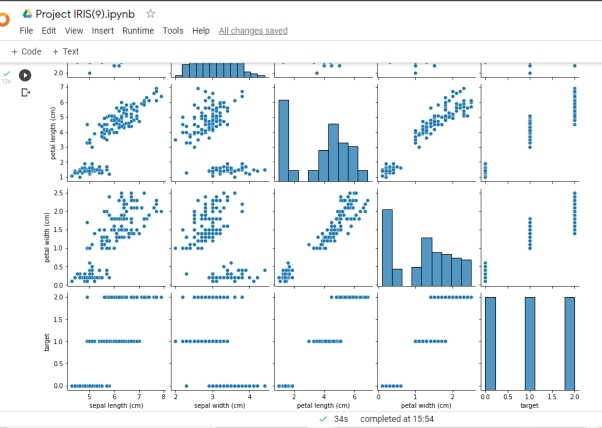 Project IRIS(9).ipynb
File Edit View Insert Runtime Tools Help All changes saved
+ Code + Text
2.0
petal length (cm)
7
6
5
4
3
2
1
petal width (cm)
2.5
2.0
1.5
1.0
0.5
0.0
target
2.0
1.5
1.0
0.5
0.0
5 6 7 8 2 3 4 2 4 6 0 1 2 0.0 0.5 1.0 1.5 2.0
sepal length (cm) sepal width (cm) petal length (cm) petal width (cm) target
34s completed at 15:54